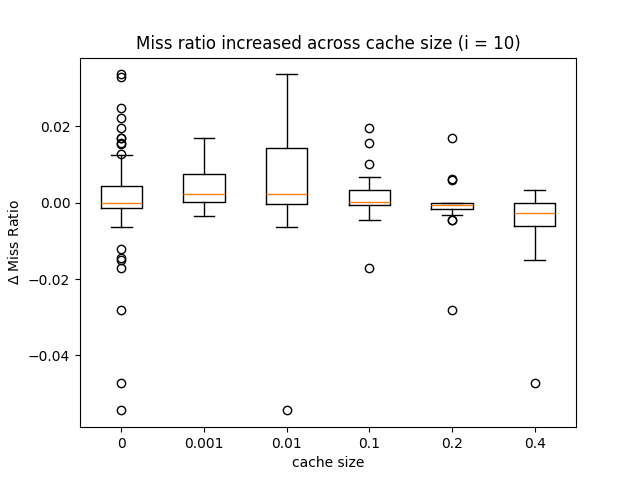 Miss ratio increased across cache size (i = 10)
Δ Miss Ratio
0.02
0.00
−0.02
−0.04
0 0.001 0.01 0.1 0.2 0.4
cache size